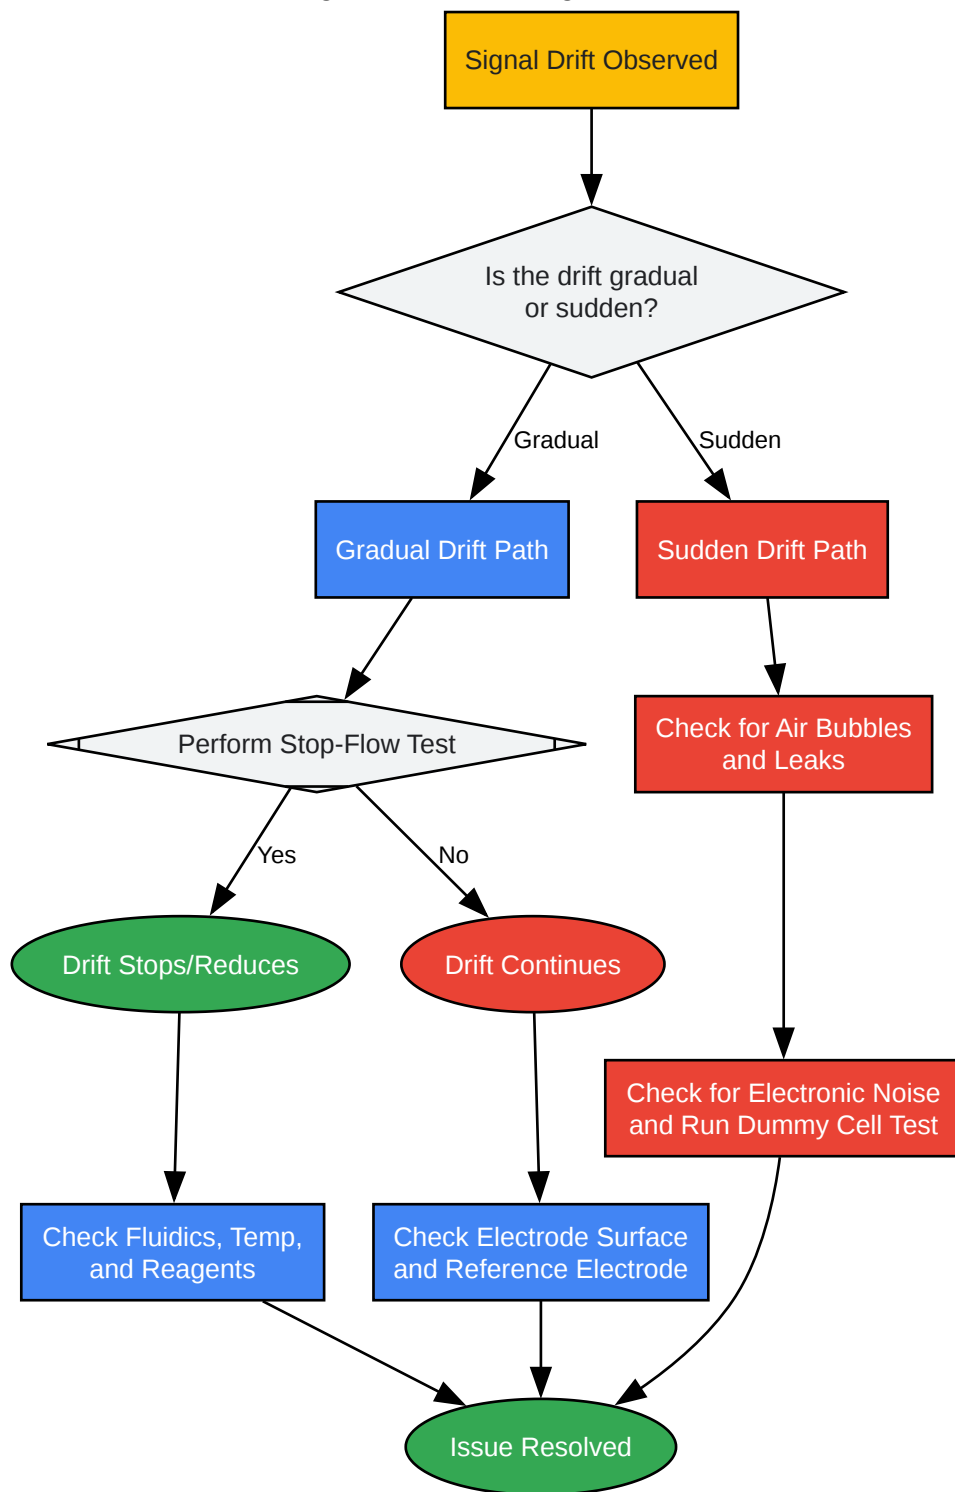 Signal Drift Observed
Is the drift gradual
or sudden?
Gradual
Sudden
Gradual Drift Path
Sudden Drift Path
Perform Stop-Flow Test
Check for Air Bubbles
and Leaks
Yes
No
Drift Stops/Reduces
Drift Continues
Check for Electronic Noise
and Run Dummy Cell Test
Check Fluidics, Temp,
and Reagents
Check Electrode Surface
and Reference Electrode
Issue Resolved